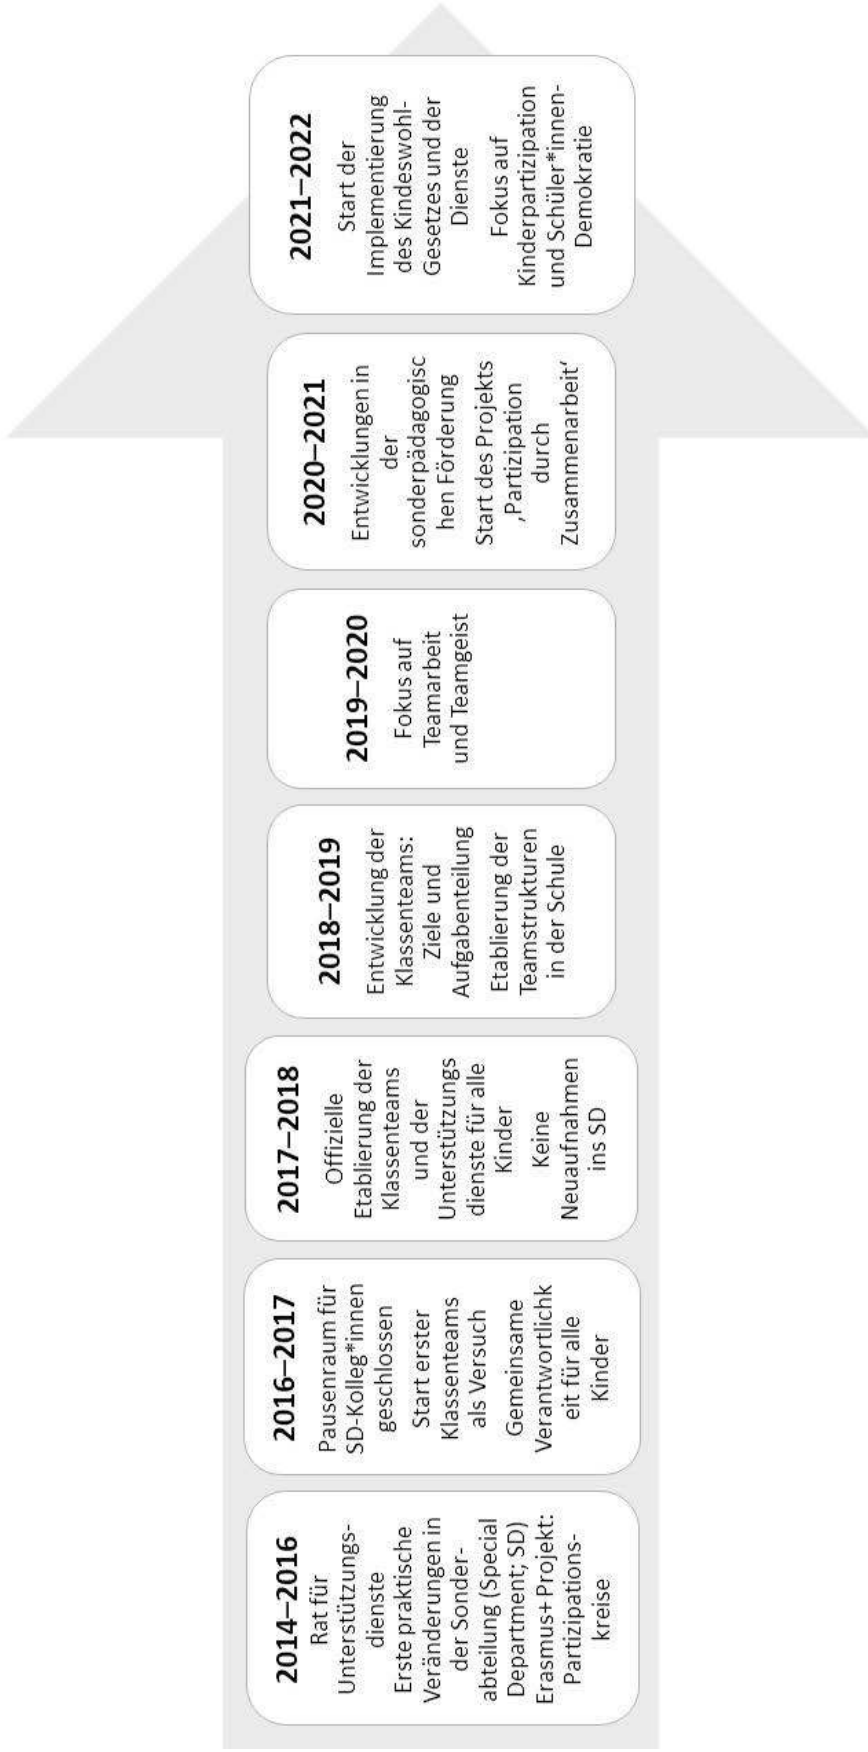 2014–2016
Rat für
Unterstützungs-
dienste
Erste praktische
Veränderungen in
der Sonder-
abteilung (Special
Department; SD)
Erasmus+ Projekt:
Partizipations-
kreise
2016–2017
Pausenraum für
SD-Kolleg*innen
geschlossen
Start erster
Klassenteams
als Versuch
Gemeinsame
Verantwortlichk
eit für alle
Kinder
2017–2018
Offizielle
Etablierung der
Klassenteams
und der
Unterstützungs
dienste für alle
Kinder
Keine
Neuaufnahmen
ins SD
2018–2019
Entwicklung der
Klassenteams:
Ziele und
Aufgabenteilung
Etablierung der
Teamstrukturen
in der Schule
2019–2020
Fokus auf
Teamarbeit
und Teamgeist
2020–2021
Entwicklungen in
der
sonderpädagogisc
hen Förderung
Start des Projekts
‚Partizipation
durch
Zusammenarbeit‘
2021–2022
Start der
Implementierung
des Kindeswohl-
Gesetzes und der
Dienste
Fokus auf
Kinderpartizipation
und Schüler*innen-
Demokratie